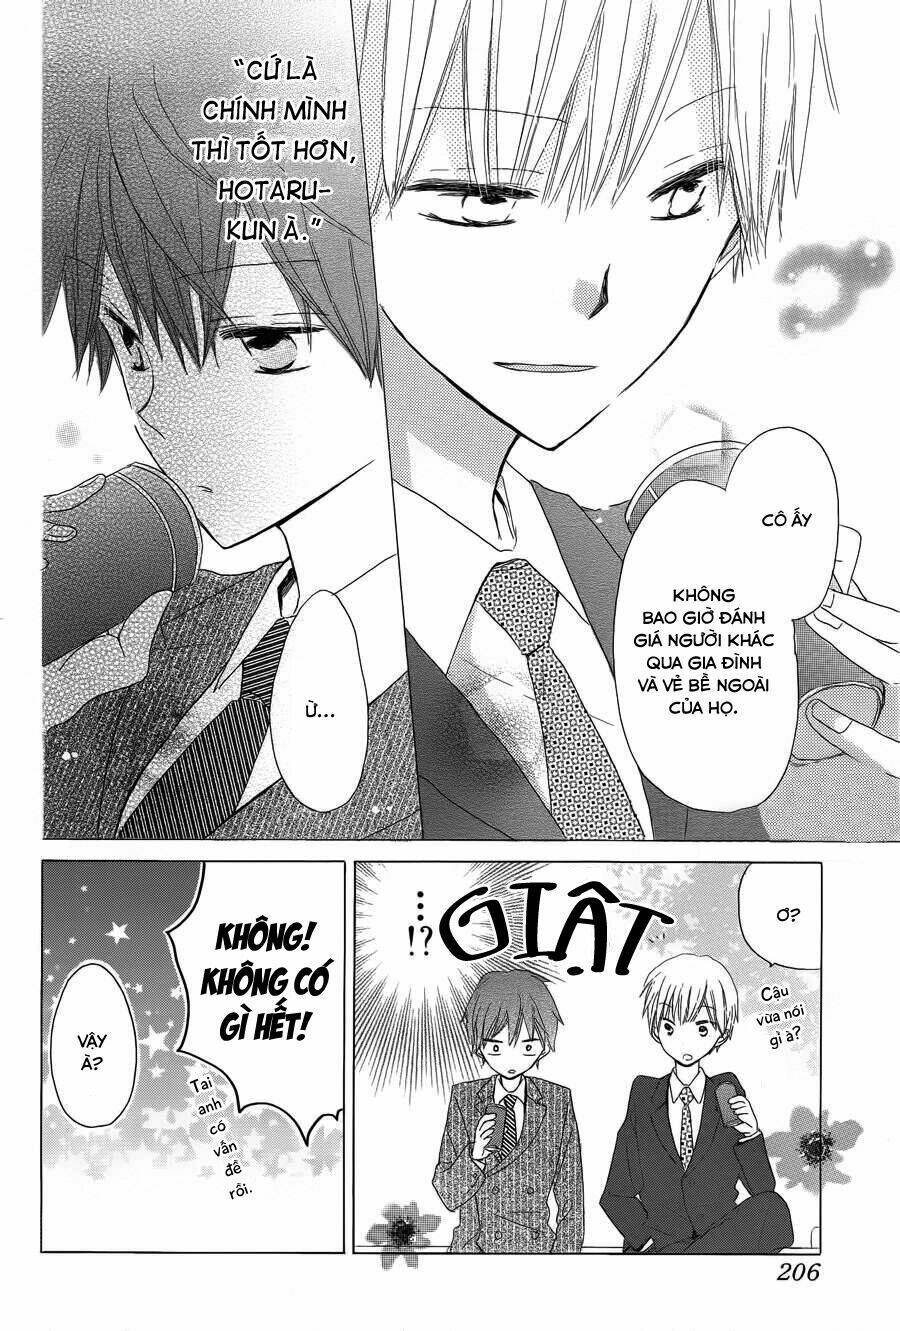 CÔ ẤY
KHÔNG
BAO GIỜ ĐÁNH
GIÁ NGƯỜI KHÁC
QUA GIA ĐÌNH
VÀ VẺ BỀ NGOÀI
CỦA HỌ.
"CỨ LÀ
CHÍNH MÌNH
THÌ TỐT HƠN,
HOTARU-
KUN À."
Ừ...
Ơ?
Cậu
vừa nói
gì à?
GIẬT
...!?
KHÔNG!
KHÔNG CÓ
GÌ HẾT!
Tai
anh
có
vấn
đề
rồi.
VẬY
À?
206